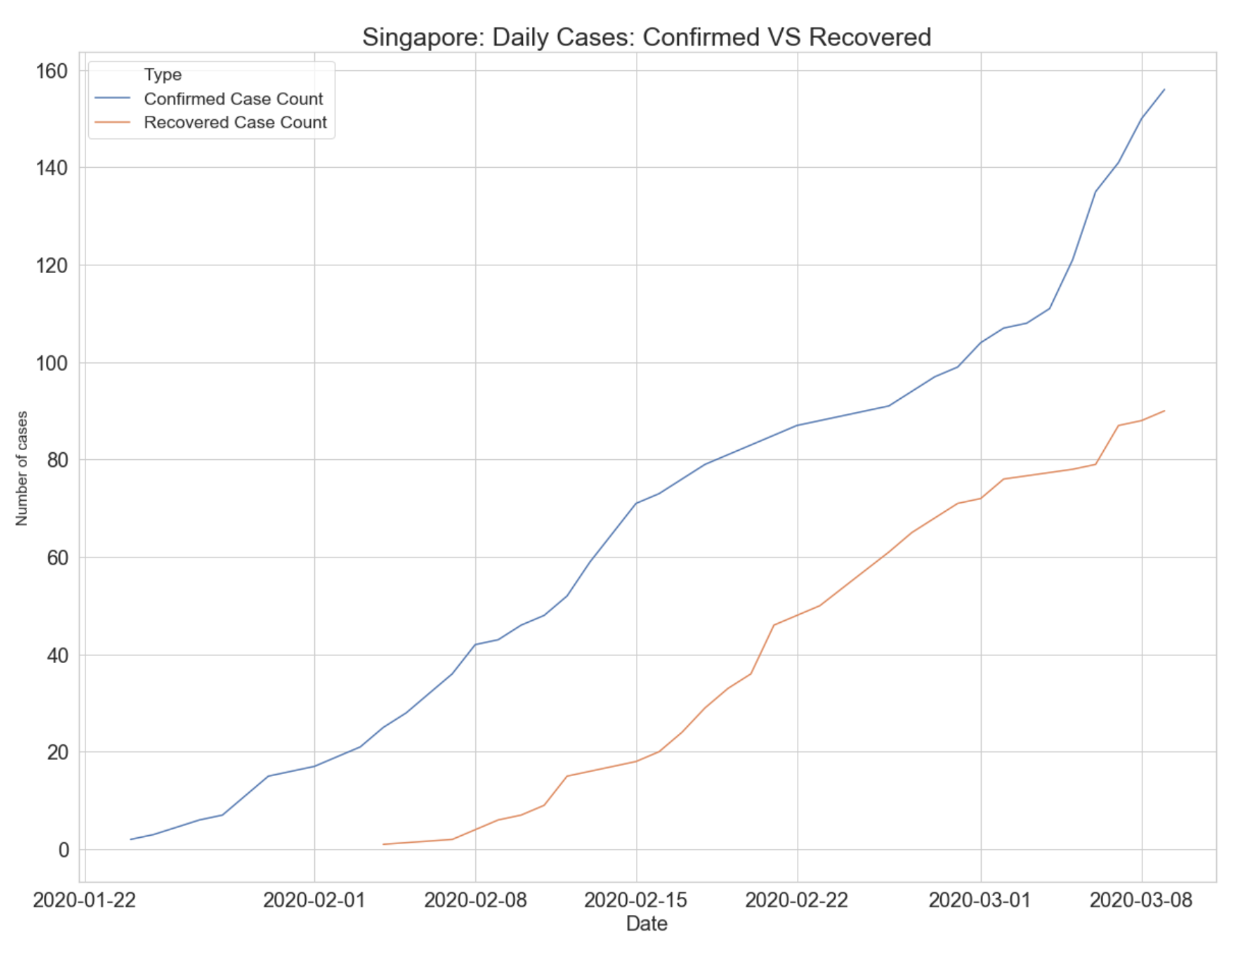 Singapore: Daily Cases: Confirmed VS Recovered
Type
Confirmed Case Count
Recovered Case Count
160
140
120
100
80
60
40
20
0
Number of cases
2020-01-22 2020-02-01 2020-02-08 2020-02-15 2020-02-22 2020-03-01 2020-03-08
Date